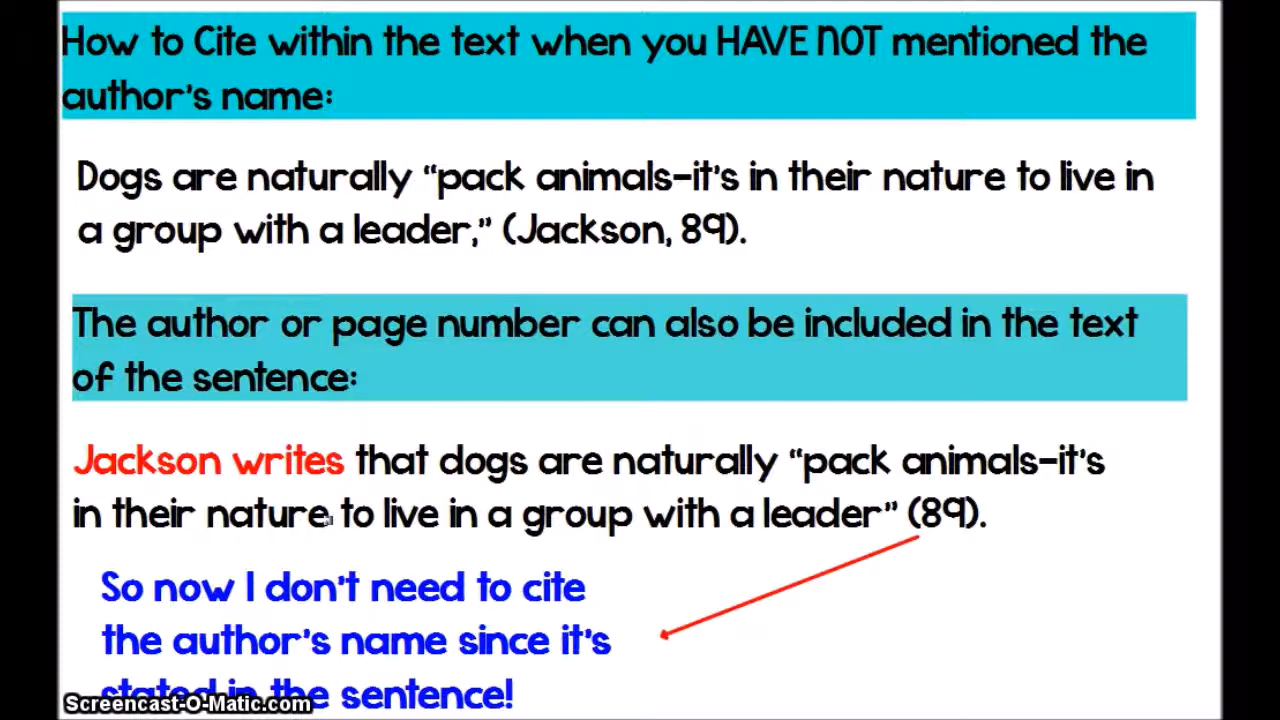 How to Cite within the text when you HAVE NOT mentioned the
author's name:
Dogs are naturally “pack animals-it's in their nature to live in
a group with a leader,” (Jackson, 89).
The author or page number can also be included in the text
of the sentence:
Jackson writes that dogs are naturally “pack animals-it's
in their nature to live in a group with a leader” (89).
So now I don't need to cite
the author's name since it's
stated in the sentence!
Screencast-O-Matic.com